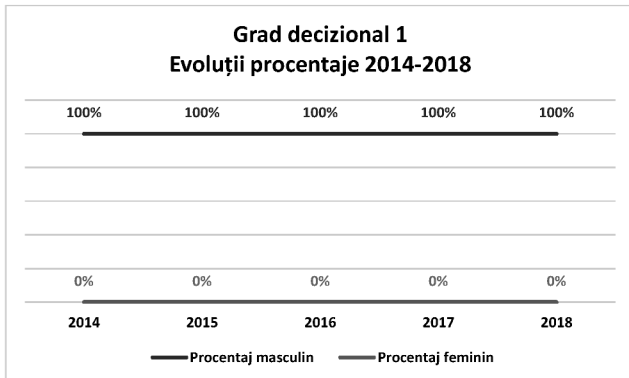 Grad decizional 1
Evoluții procentaje 2014-2018
100% 100% 100% 100% 100%
0% 0% 0% 0% 0%
2014 2015 2016 2017 2018
Procentaj masculin Procentaj feminin